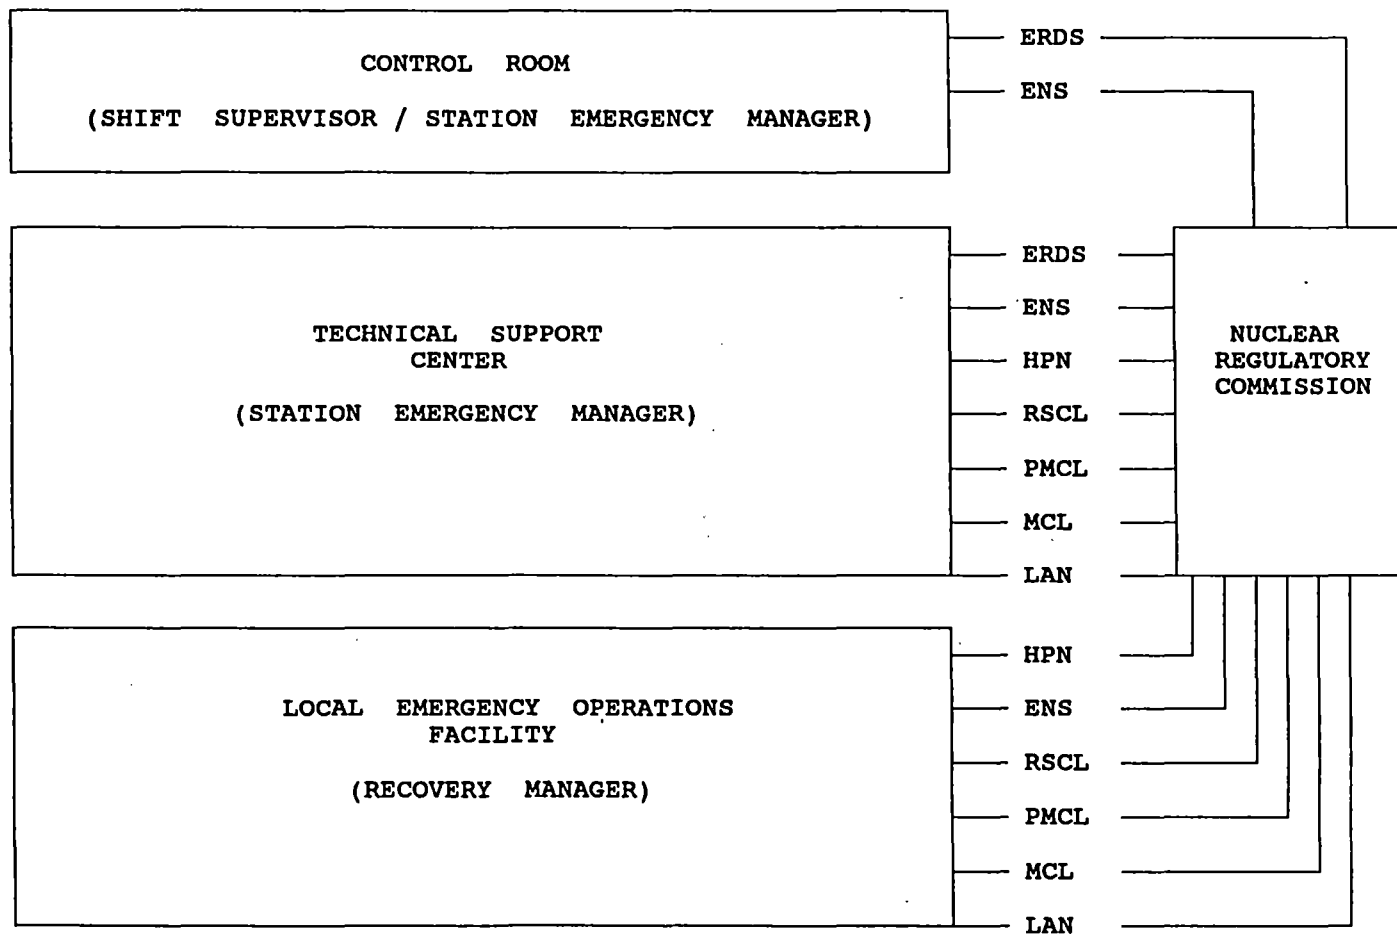 CONTROL ROOM
(SHIFT SUPERVISOR / STATION EMERGENCY MANAGER)
ERDS
ENS
TECHNICAL SUPPORT
CENTER
(STATION EMERGENCY MANAGER)
ERDS
ENS
HPN
RSCL
PMCL
MCL
LAN
NUCLEAR
REGULATORY
COMMISSION
LOCAL EMERGENCY OPERATIONS
FACILITY
(RECOVERY MANAGER)
HPN
ENS
RSCL
PMCL
MCL
LAN